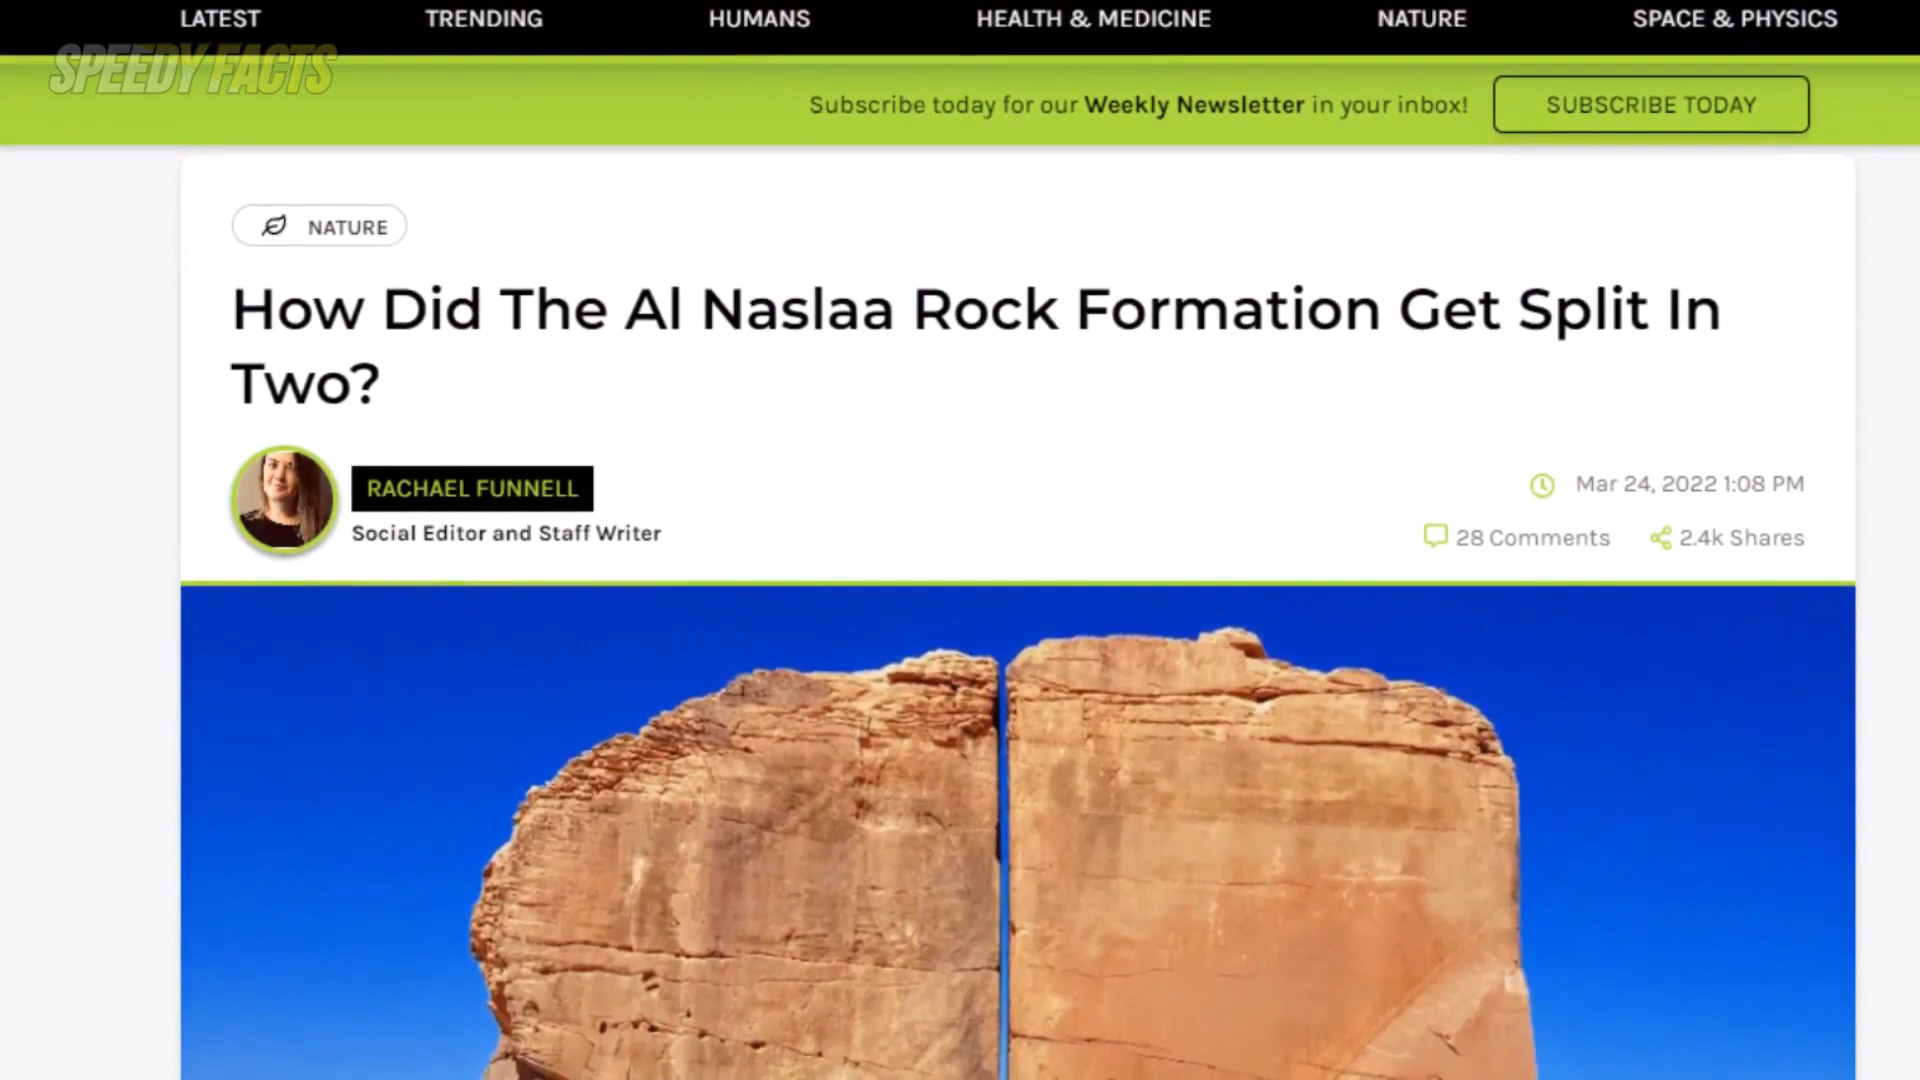 LATEST TRENDING HUMANS HEALTH & MEDICINE NATURE SPACE & PHYSICS
SPEEDY FACTS
Subscribe today for our Weekly Newsletter in your inbox! SUBSCRIBE TODAY
NATURE
How Did The Al Naslaa Rock Formation Get Split In
Two?
RACHAEL FUNNELL
Social Editor and Staff Writer
Mar 24, 2022 1:08 PM
28 Comments 2.4k Shares